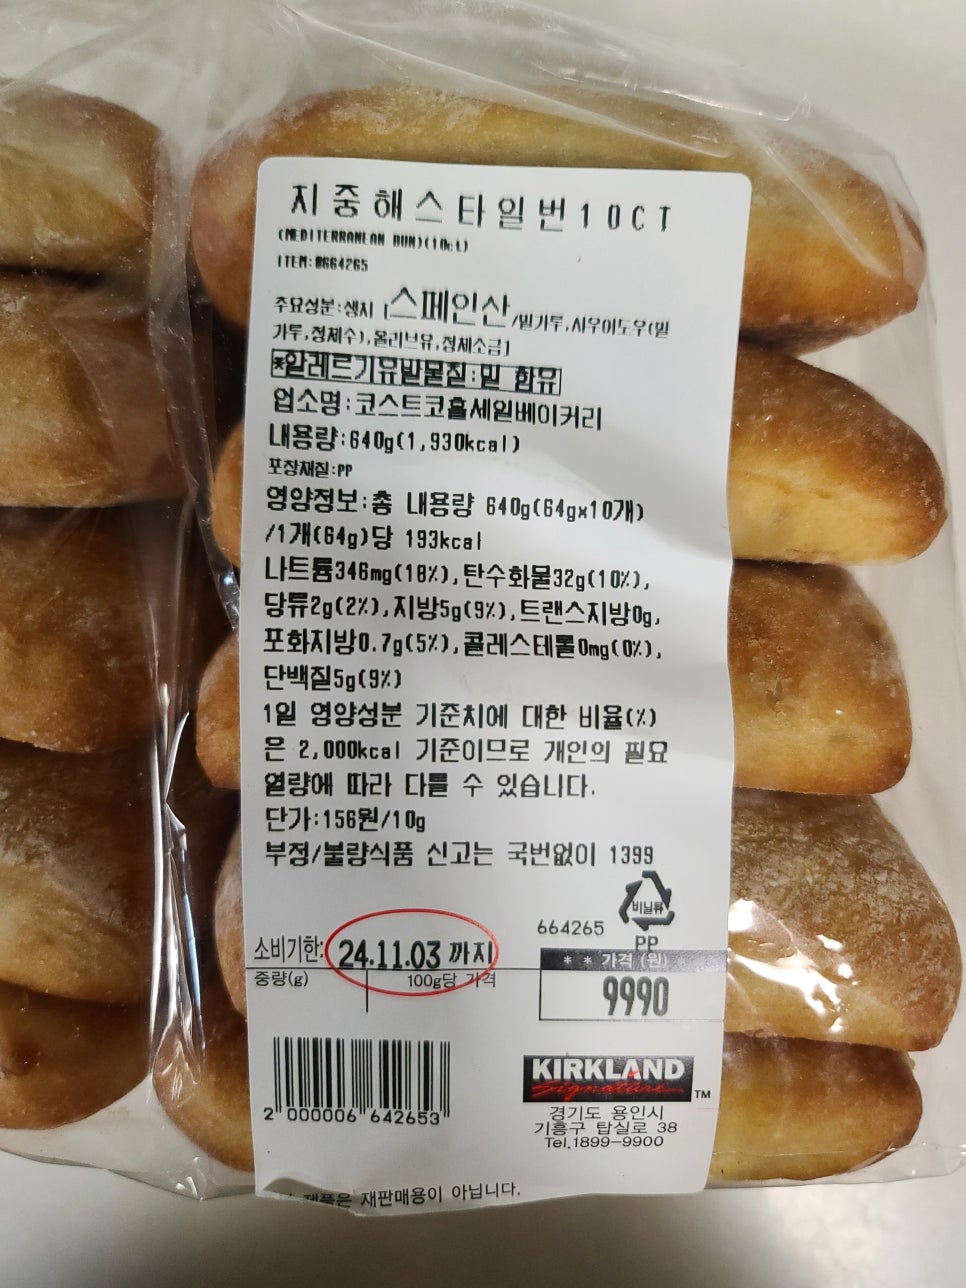 지중해스타일번10CT
(MEDITERRANEAN BUN)(10ct)
ITEM:#664265
주요성분:생지 [스페인산/밀가루,사우어도우(밀
가루,정제수),올리브유,정제소금]
*알레르기유발물질:밀 함유
업소명:코스트코홀세일베이커리
내용량:640g(1,930kcal)
포장재질:PP
영양정보:총 내용량 640g(64gx10개)
/1개(64g)당 193kcal
나트륨346mg(18%),탄수화물32g(10%),
당류2g(2%),지방5g(9%),트랜스지방0g,
포화지방0.7g(5%),콜레스테롤0mg(0%),
단백질5g(9%)
1일 영양성분 기준치에 대한 비율(%)
은 2,000kcal 기준이므로 개인의 필요
열량에 따라 다를 수 있습니다.
단가:156원/10g
부정/불량식품 신고는 국번없이 1399
비닐류
PP
664265
소비기한: 24.11.03 까지
중량(g) 100g당 가격
** 가격 (원)
9990
2 000006 642653
KIRKLAND
Signature TM
경기도 용인시
기흥구 탑실로 38
Tel.1899-9900
제품은 재판매용이 아닙니다.